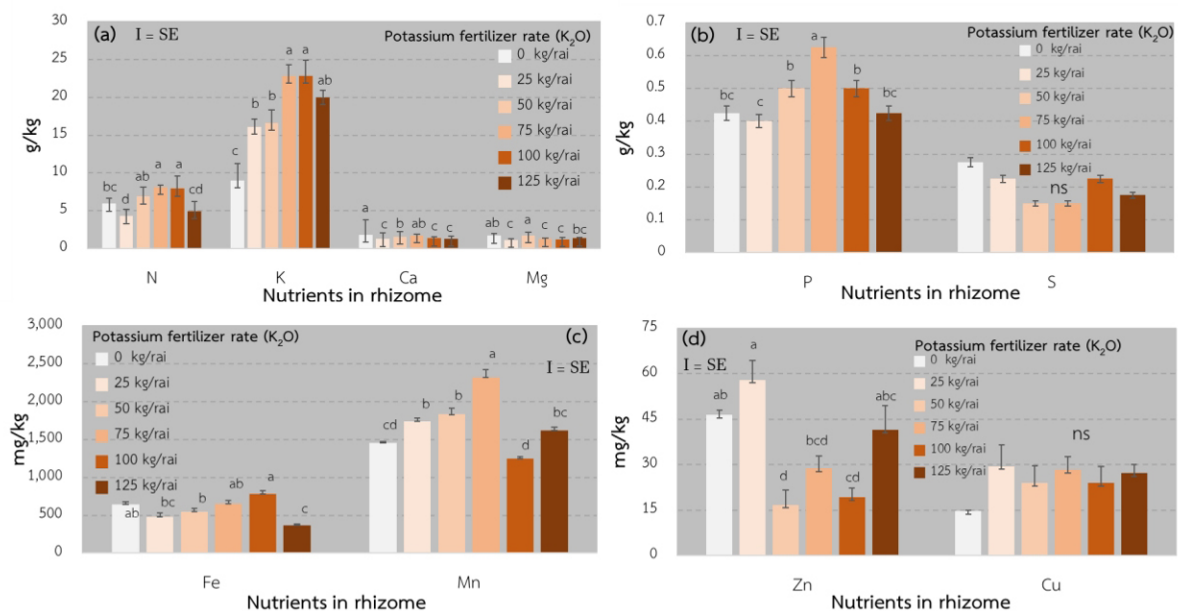 (a)
I = SE
Potassium fertilizer rate (K₂O)
0 kg/rai
25 kg/rai
50 kg/rai
75 kg/rai
100 kg/rai
125 kg/rai
30
25
20
15
10
5
0
g/kg
bc d ab a a cd
c b b a a ab
a c b ab c c
ab c a c c bc
N K Ca Mg
Nutrients in rhizome
(b)
I = SE
Potassium fertilizer rate (K₂O)
0 kg/rai
25 kg/rai
50 kg/rai
75 kg/rai
100 kg/rai
125 kg/rai
0.7
0.6
0.5
0.4
0.3
0.2
0.1
0
g/kg
bc c b a b bc
ns
P S
Nutrients in rhizome
(c)
I = SE
Potassium fertilizer rate (K₂O)
0 kg/rai
25 kg/rai
50 kg/rai
75 kg/rai
100 kg/rai
125 kg/rai
3,000
2,500
2,000
1,500
1,000
500
0
mg/kg
ab bc b ab a c
cd b b a d bc
Fe Mn
Nutrients in rhizome
(d)
I = SE
Potassium fertilizer rate (K₂O)
0 kg/rai
25 kg/rai
50 kg/rai
75 kg/rai
100 kg/rai
125 kg/rai
75
60
45
30
15
0
mg/kg
ab a d bcd cd abc
ns
Zn Cu
Nutrients in rhizome